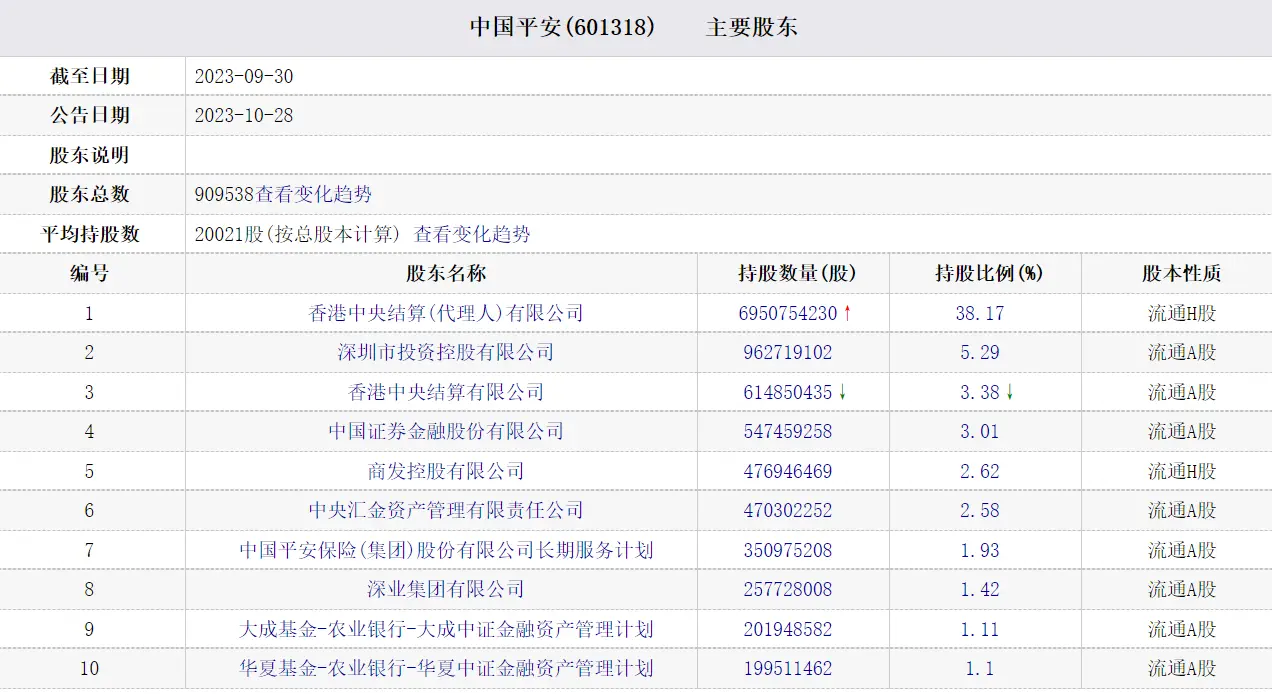 中国平安(601318) 主要股东
截至日期 2023-09-30
公告日期 2023-10-28
股东说明
股东总数 909538查看变化趋势
平均持股数 20021股(按总股本计算) 查看变化趋势
编号 股东名称 持股数量(股) 持股比例(%) 股本性质
1 香港中央结算(代理人)有限公司 6950754230↑ 38.17 流通H股
2 深圳市投资控股有限公司 962719102 5.29 流通A股
3 香港中央结算有限公司 614850435↓ 3.38↓ 流通A股
4 中国证券金融股份有限公司 547459258 3.01 流通A股
5 商发控股有限公司 476946469 2.62 流通H股
6 中央汇金资产管理有限责任公司 470302252 2.58 流通A股
7 中国平安保险(集团)股份有限公司长期服务计划 350975208 1.93 流通A股
8 深业集团有限公司 257728008 1.42 流通A股
9 大成基金-农业银行-大成中证金融资产管理计划 201948582 1.11 流通A股
10 华夏基金-农业银行-华夏中证金融资产管理计划 199511462 1.1 流通A股